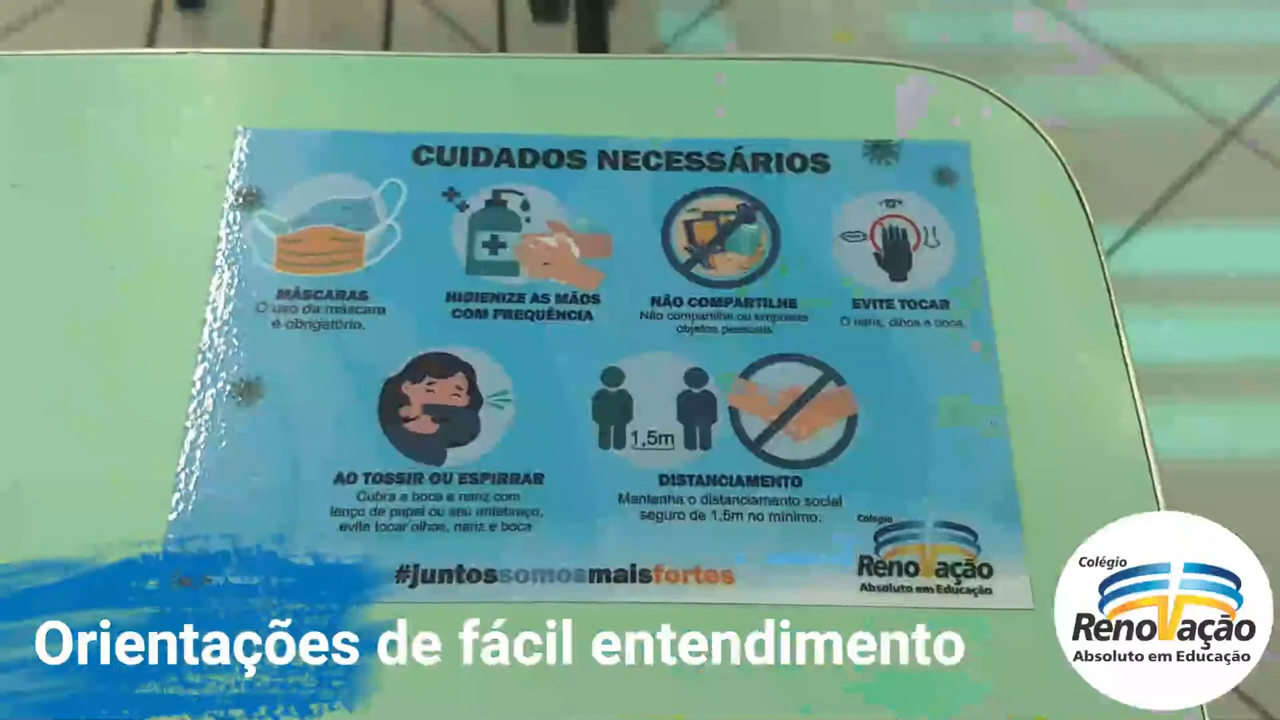 CUIDADOS NECESSÁRIOS
MÁSCARAS
O uso da máscara
é obrigatório.
HIGIENIZE AS MÃOS
COM FREQUÊNCIA
NÃO COMPARTILHE
Não compartilhe ou empreste
objetos pessoais
EVITE TOCAR
O nariz, olhos e boca.
AO TOSSIR OU ESPIRRAR
Cubra a boca e nariz com
lenço de papel ou seu antebraço,
evite tocar olhos, nariz e boca
1,5m
DISTANCIAMENTO
Mantenha o distanciamento social
seguro de 1,5m no mínimo.
#juntossomosmaisfortes
Colégio
Renovação
Absoluto em Educação
Orientações de fácil entendimento
Colégio
Renovação
Absoluto em Educação